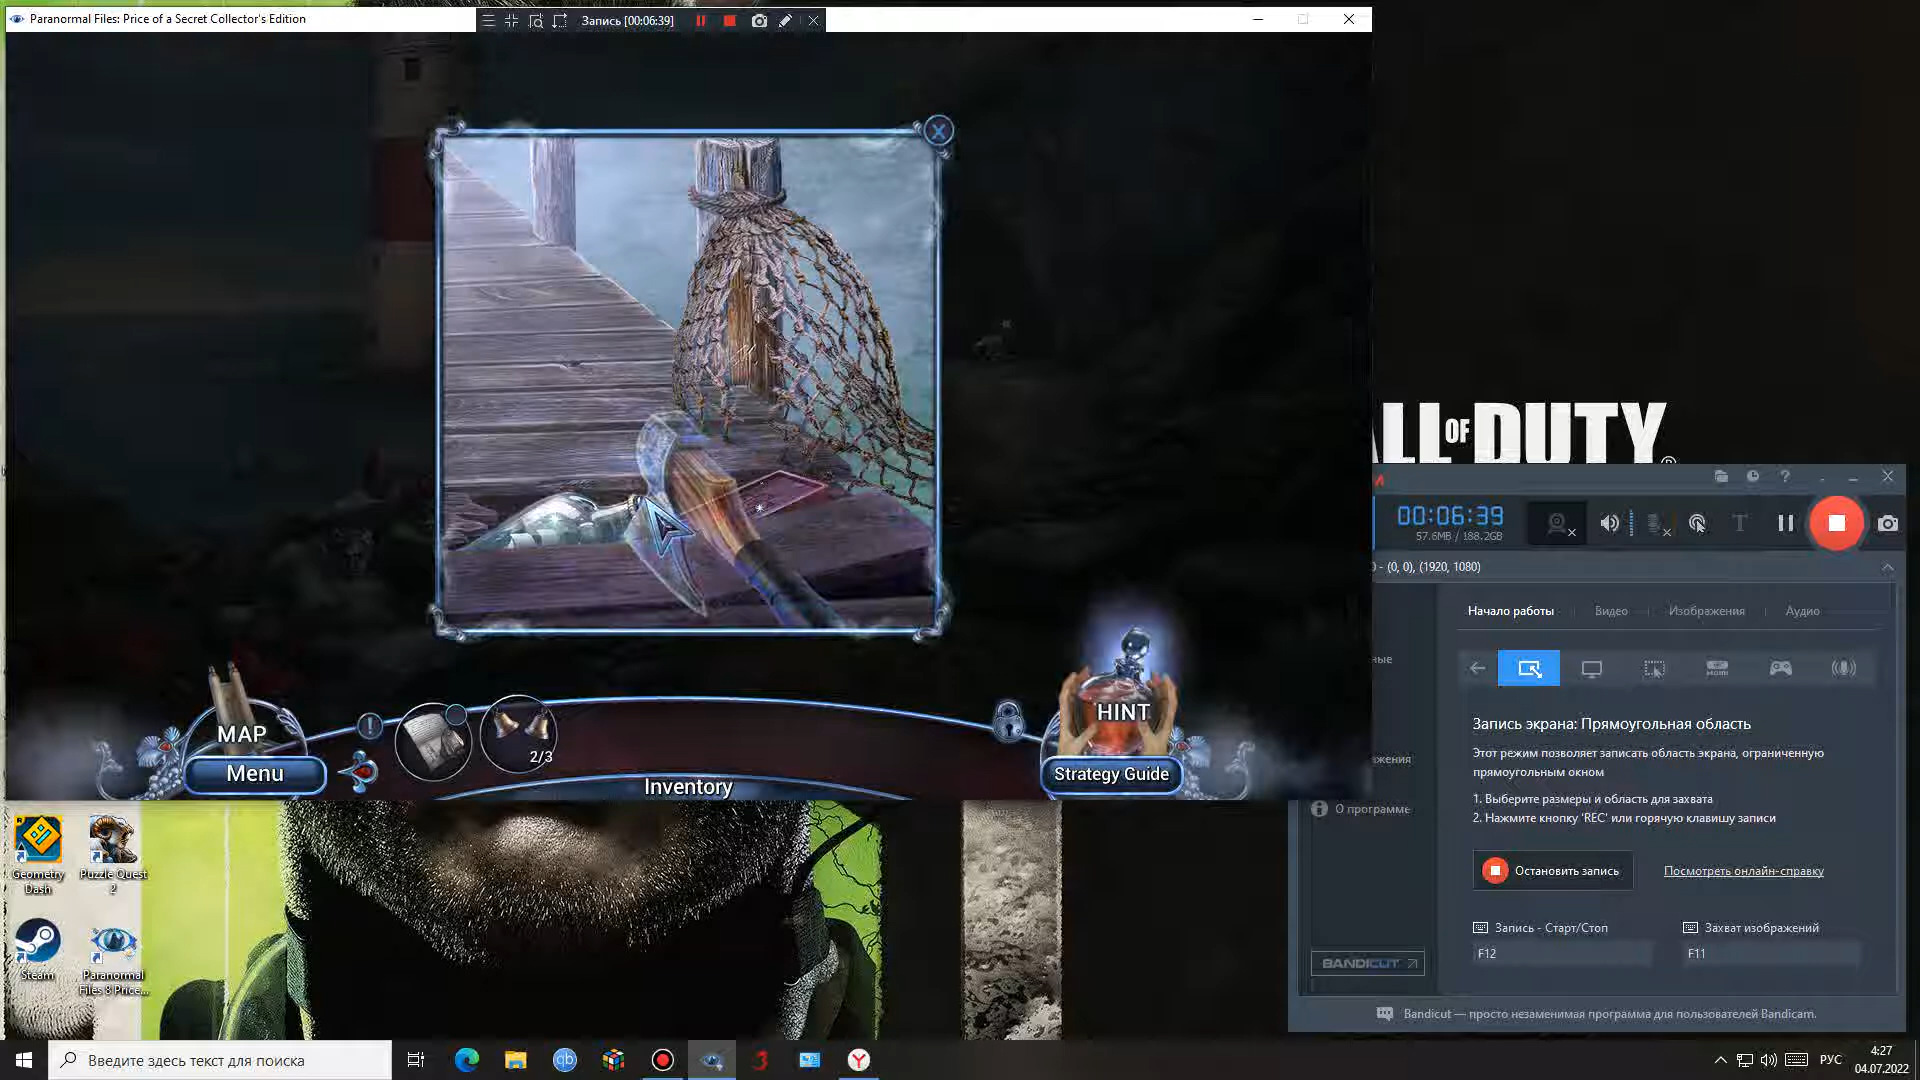 Paranormal Files: Price of a Secret Collector's Edition
Запись [00:06:39]
MAP
Menu
2/3
Inventory
HINT
Strategy Guide
ALL OF DUTY
®
00:06:39
57.6MB / 188.2GB
- (0, 0), (1920, 1080)
Начало работы
Видео
Изображения
Аудио
Запись экрана: Прямоугольная область
Этот режим позволяет записать область экрана, ограниченную
прямоугольным окном
1. Выберите размеры и область для захвата
2. Нажмите кнопку 'REC' или горячую клавишу записи
О программе
Остановить запись
Посмотреть онлайн-справку
Запись - Старт/Стоп
Захват изображений
F12
F11
BANDICUT
Bandicut — просто незаменимая программа для пользователей Bandicam.
Geometry
Dash
Puzzle Quest
2
Steam
Paranormal
Files 8 Price...
Введите здесь текст для поиска
РУС
4:27
04.07.2022